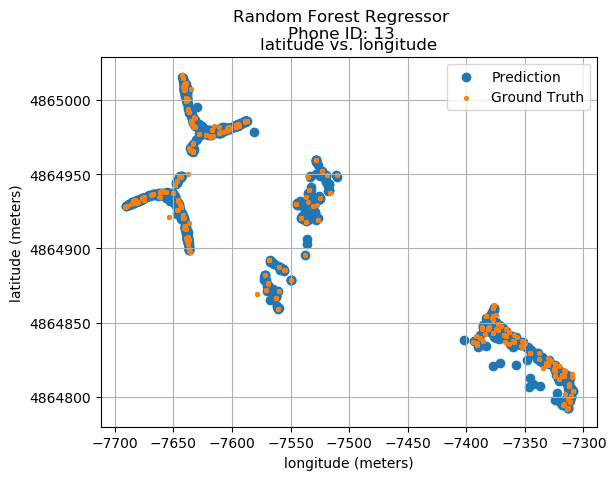 Random Forest Regressor
Phone ID: 13
latitude vs. longitude
Prediction
Ground Truth
4865000
4864950
4864900
4864850
4864800
latitude (meters)
−7700 −7650 −7600 −7550 −7500 −7450 −7400 −7350 −7300
longitude (meters)